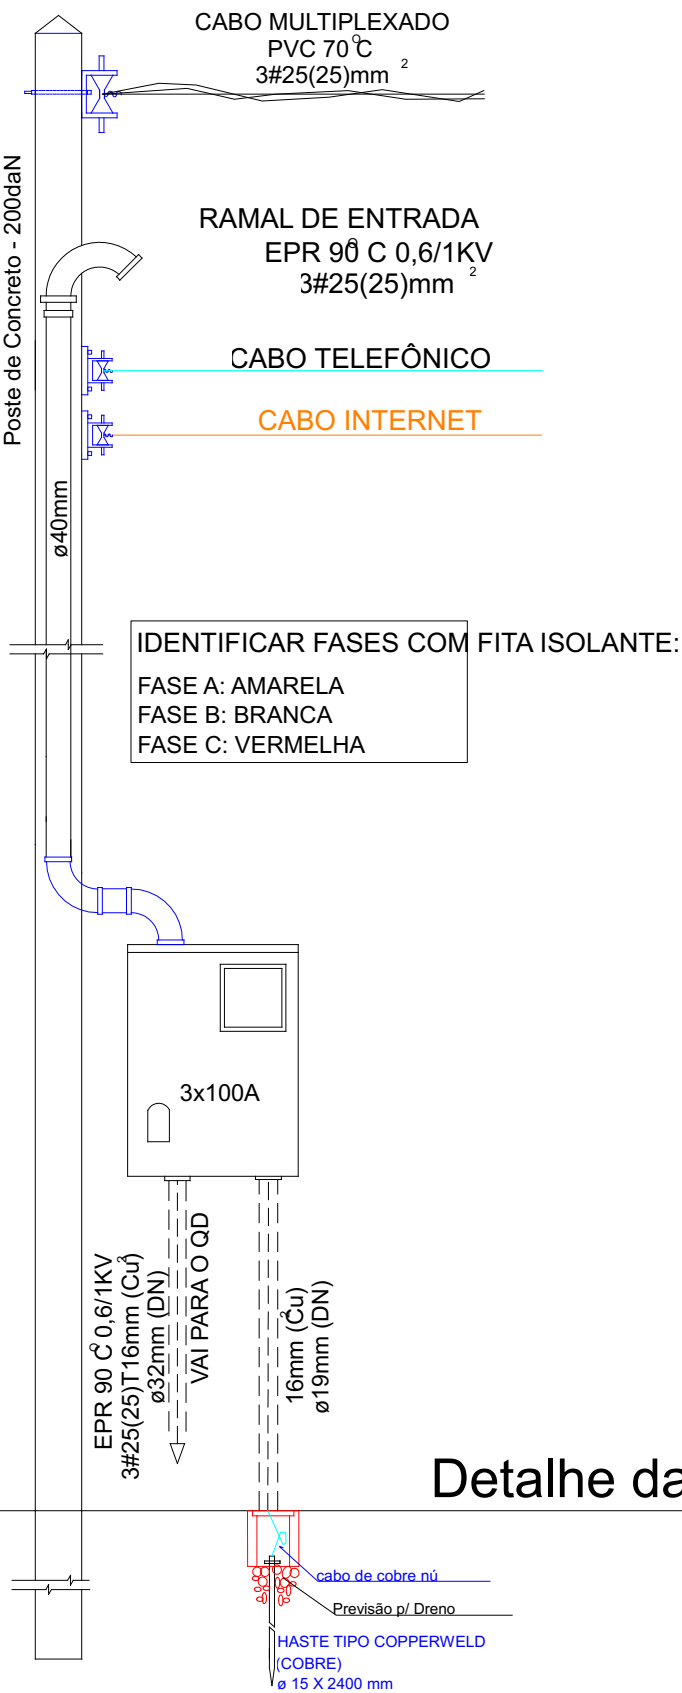 CABO MULTIPLEXADO
PVC 70ºC
3#25(25)mm²
Poste de Concreto - 200daN
RAMAL DE ENTRADA
EPR 90º C 0,6/1KV
3#25(25)mm²
CABO TELEFÔNICO
CABO INTERNET
ø40mm
IDENTIFICAR FASES COM FITA ISOLANTE:
FASE A: AMARELA
FASE B: BRANCA
FASE C: VERMELHA
3x100A
EPR 90ºC 0,6/1KV
3#25(25)T16mm²(Cu)
ø32mm (DN)
VAI PARA O QD
16mm²(Cu)
ø19mm (DN)
Detalhe da
cabo de cobre nú
Previsão p/ Dreno
HASTE TIPO COPPERWELD
(COBRE)
ø 15 X 2400 mm